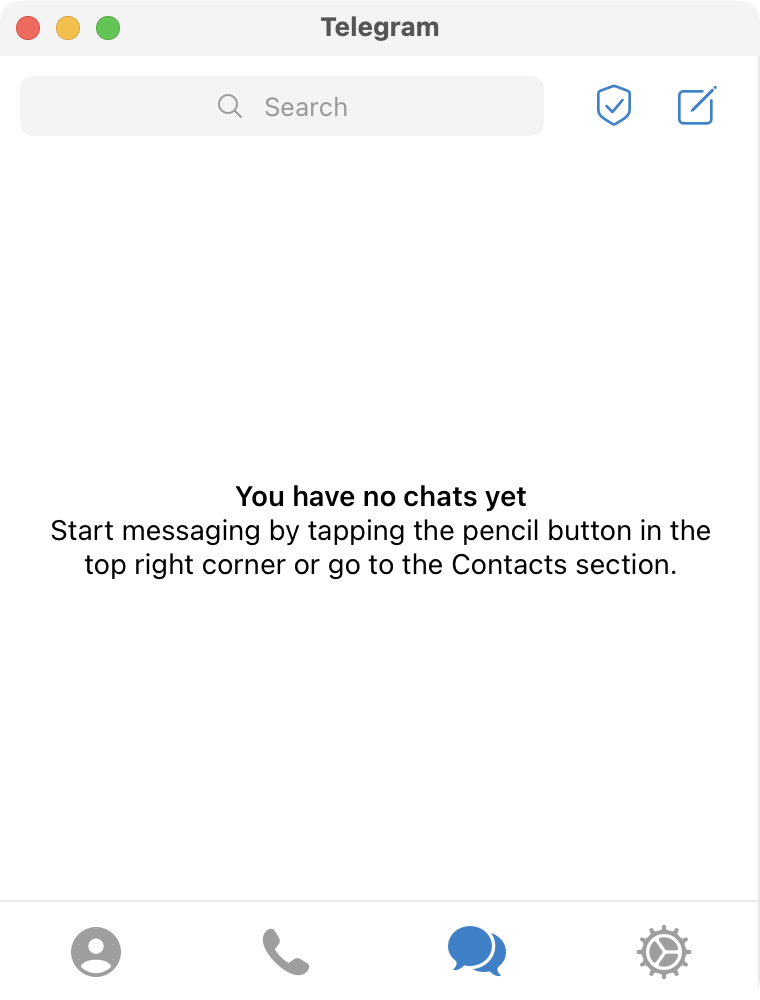 Telegram
Search
You have no chats yet
Start messaging by tapping the pencil button in the
top right corner or go to the Contacts section.